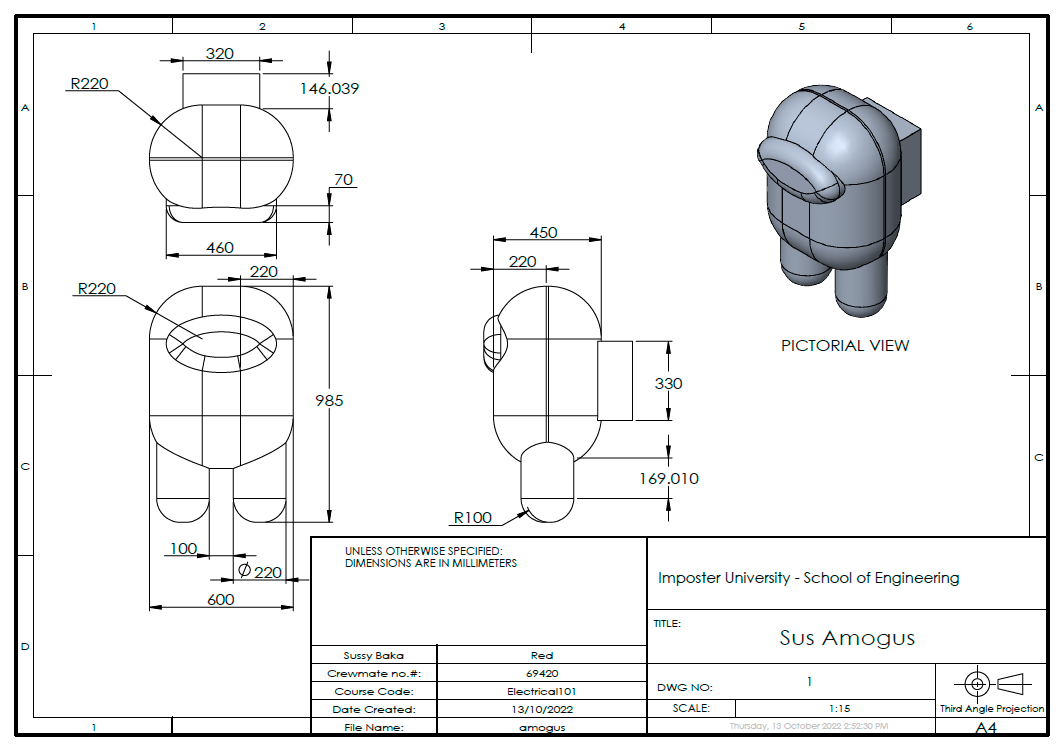 1 2 3 4 5 6
A A
B B
C C
D
1
320
R220
146.039
70
460
220
R220
985
100
Ø 220
600
450
220
330
169.010
R100
PICTORIAL VIEW
UNLESS OTHERWISE SPECIFIED:
DIMENSIONS ARE IN MILLIMETERS
Sussy Baka Red
Crewmate no.#: 69420
Course Code: Electrical101
Date Created: 13/10/2022
File Name: amogus
Imposter University - School of Engineering
TITLE:
Sus Amogus
DWG NO: 1
SCALE: 1:15
Thursday, 13 October 2022 2:52:30 PM
Third Angle Projection
A4